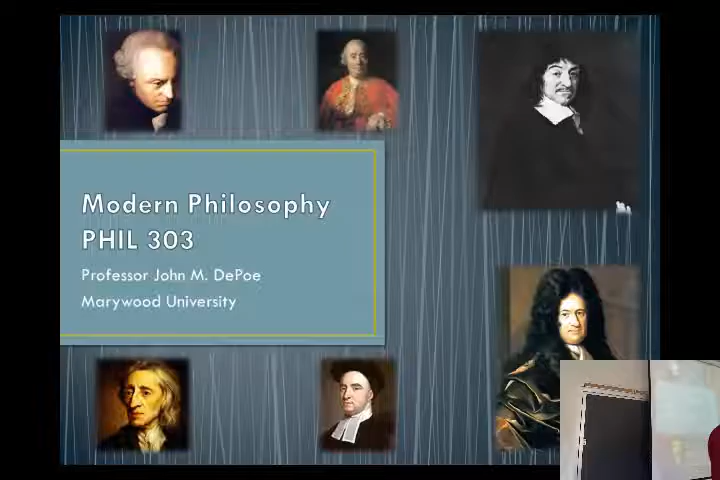 Modern Philosophy
PHIL 303
Professor John M. DePoe
Marywood University